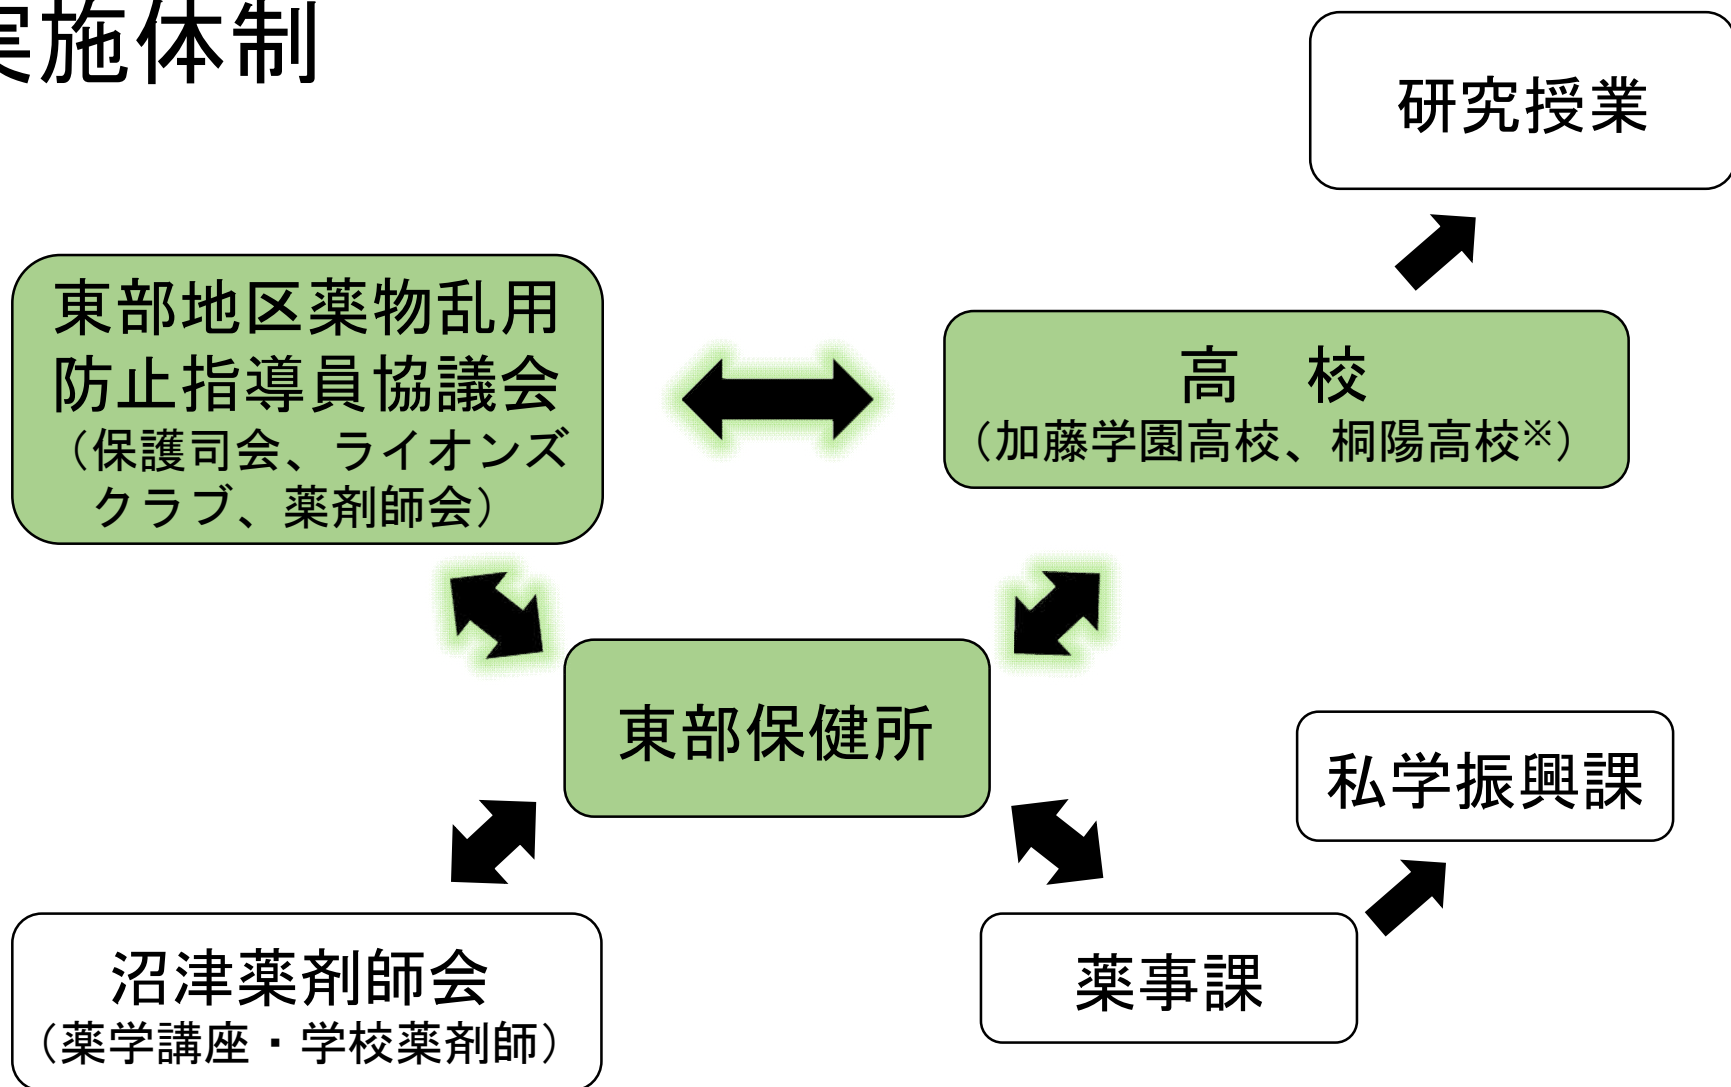 実施体制
研究授業
東部地区薬物乱用
防止指導員協議会
（保護司会、ライオンズ
クラブ、薬剤師会）
高　校
（加藤学園高校、桐陽高校※）
東部保健所
私学振興課
沼津薬剤師会
（薬学講座・学校薬剤師）
薬事課